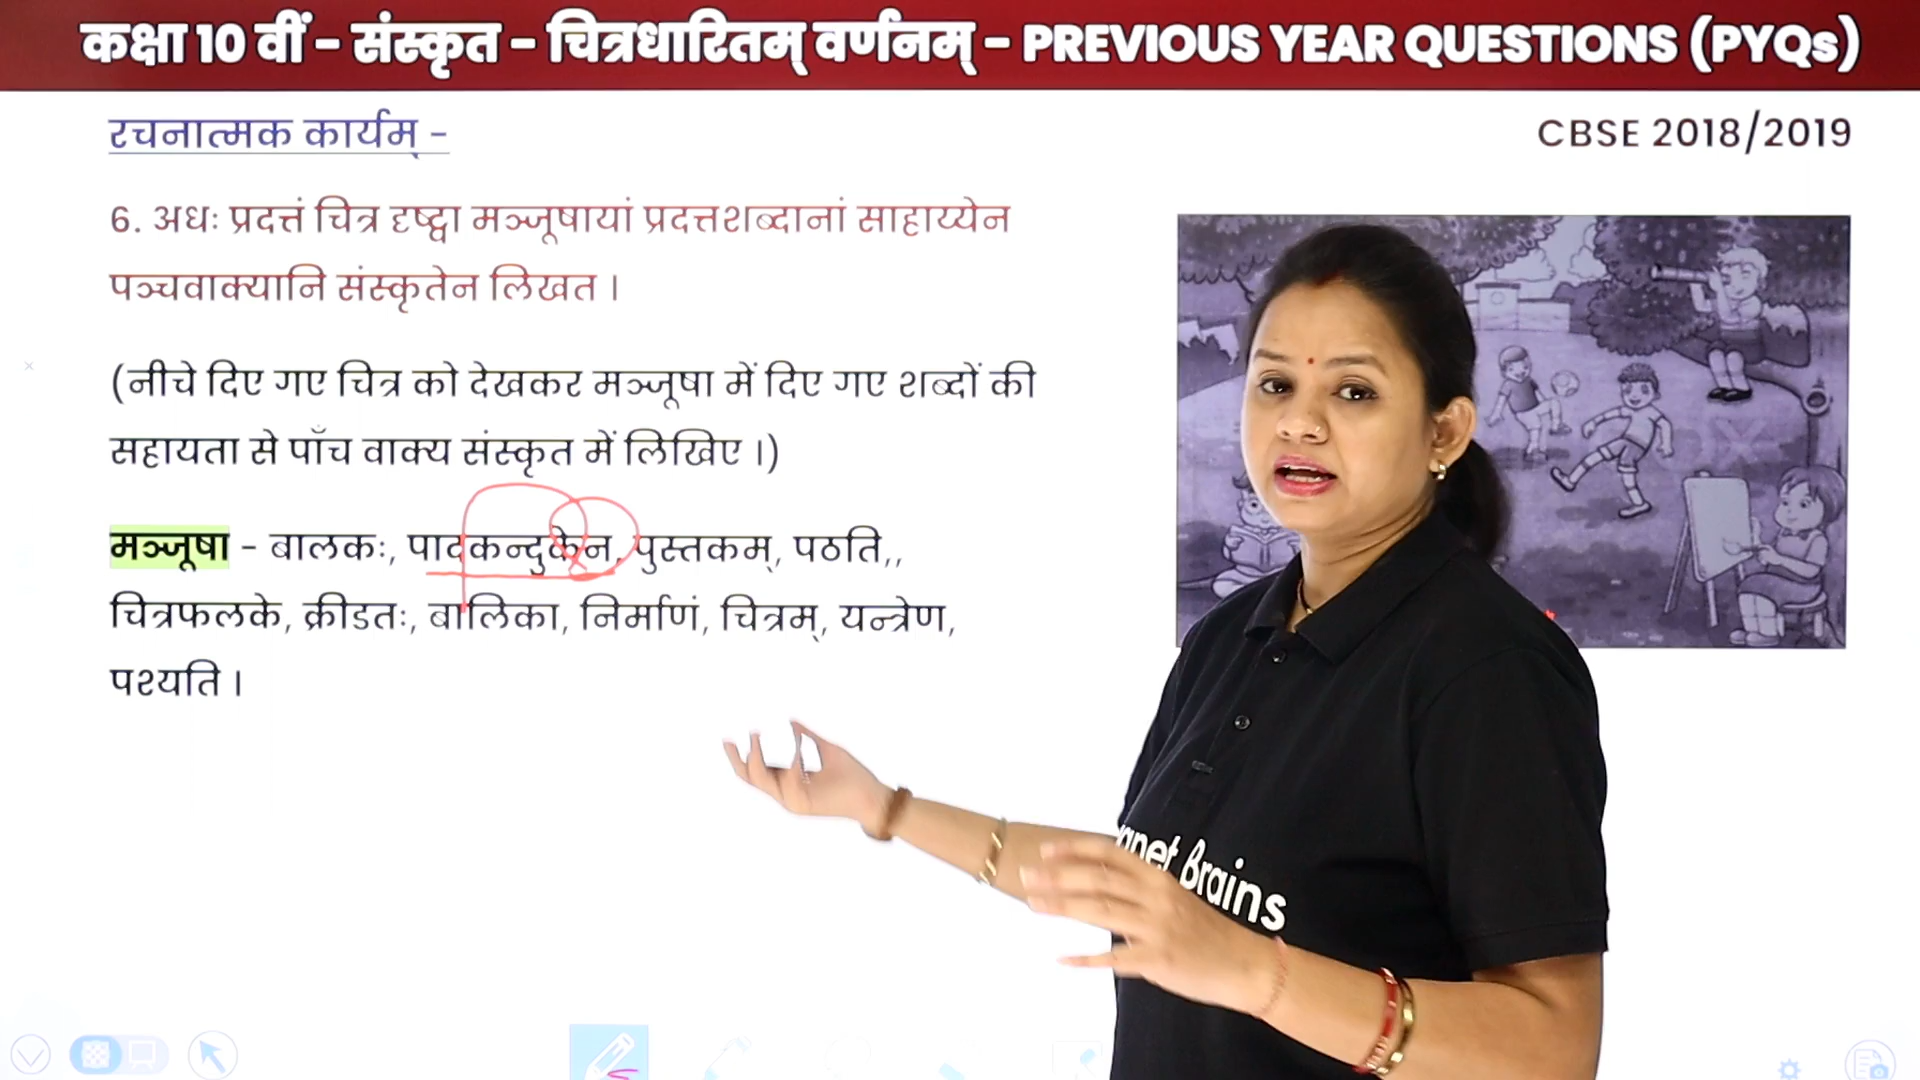 कक्षा 10 वीं - संस्कृत - चित्रधारितम् वर्णनम् - PREVIOUS YEAR QUESTIONS (PYQs)
रचनात्मक कार्यम् -
CBSE 2018/2019
6. अधः प्रदत्तं चित्र दृष्ट्वा मञ्जूषायां प्रदत्तशब्दानां साहाय्येन
पञ्चवाक्यानि संस्कृतेन लिखत ।
(नीचे दिए गए चित्र को देखकर मञ्जूषा में दिए गए शब्दों की
सहायता से पाँच वाक्य संस्कृत में लिखिए ।)
मञ्जूषा - बालकः, पादकन्दुकेन, पुस्तकम्, पठति,,
चित्रफलके, क्रीडतः, बालिका, निर्माणं, चित्रम्, यन्त्रेण,
पश्यति ।
Brains